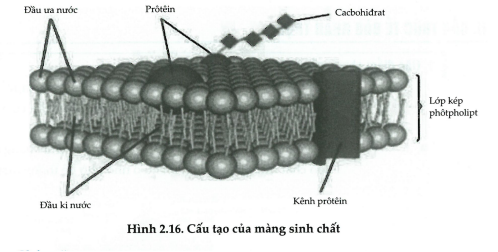 Đầu ưa nước
Prôtêin
Cacbohiđrat
Lớp kép
phôtpholipt
Đầu kị nước
Kênh prôtêin
Hình 2.16. Cấu tạo của màng sinh chất